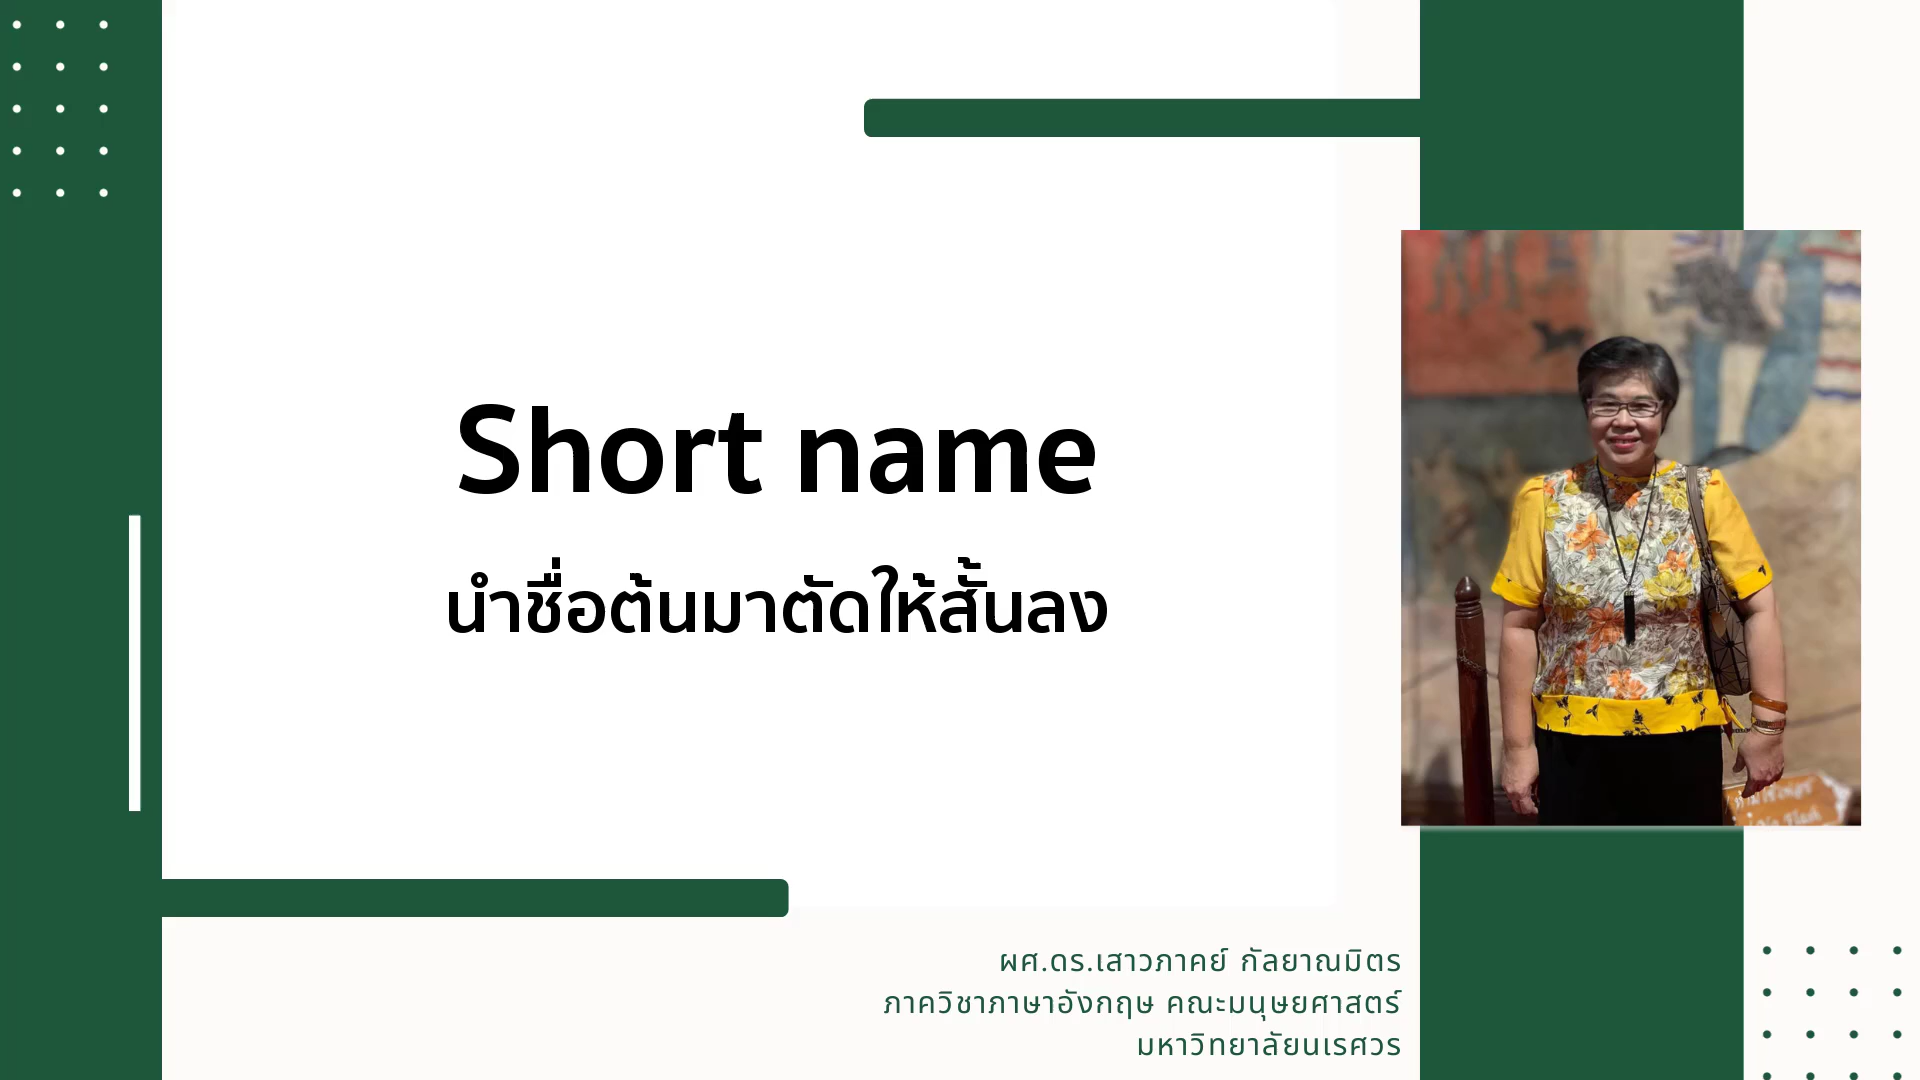 Short name
นำชื่อต้นมาตัดให้สั้นลง
ผศ.ดร.เสาวภาคย์ กัลยาณมิตร
ภาควิชาภาษาอังกฤษ คณะมนุษยศาสตร์
มหาวิทยาลัยนเรศวร